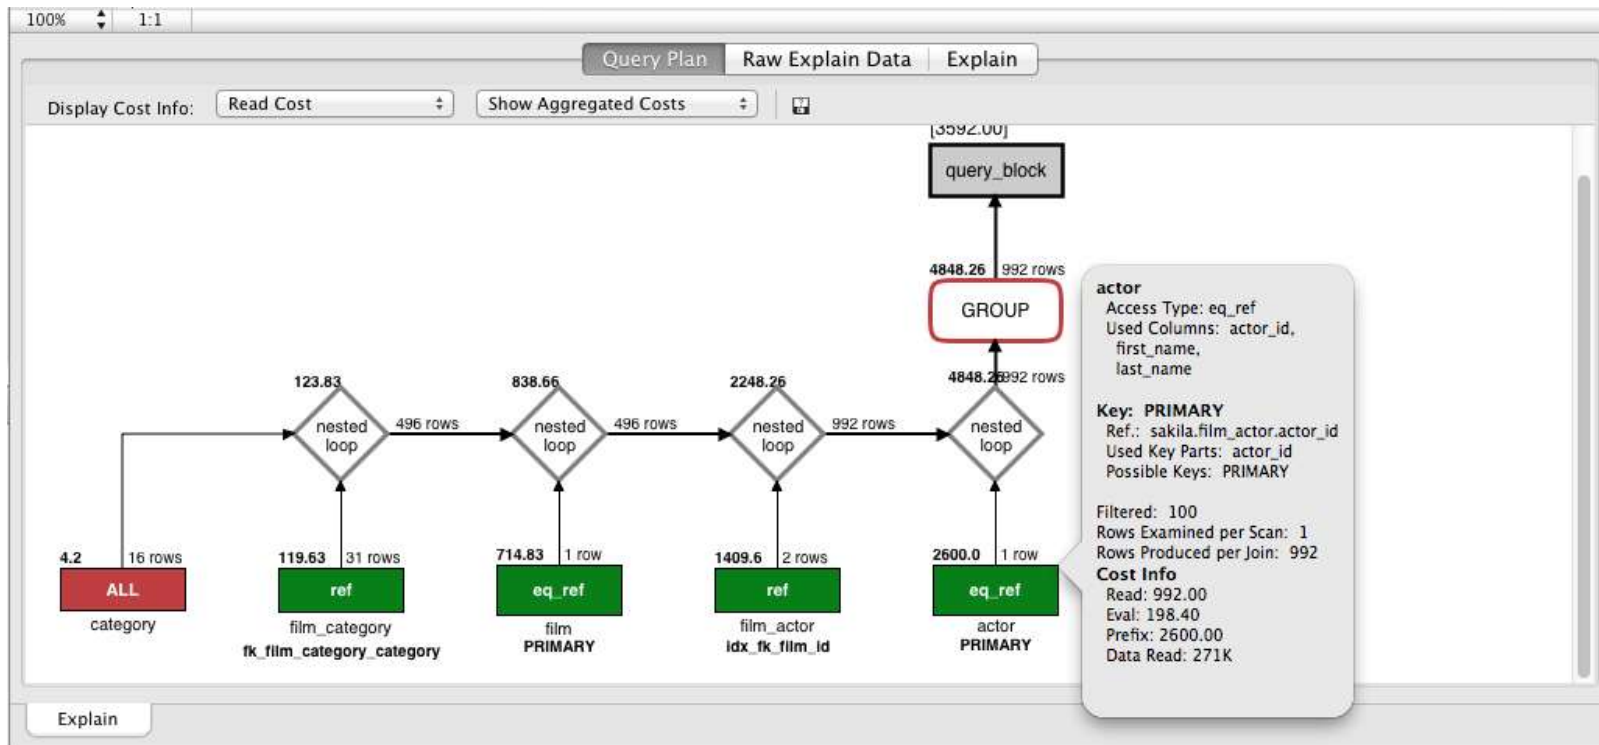 100% 1:1
Query Plan Raw Explain Data Explain
Display Cost Info: Read Cost Show Aggregated Costs
[3592.00]
query_block
4848.26 992 rows
GROUP
123.83 838.66 2248.26 4848.26 992 rows
nested loop 496 rows nested loop 496 rows nested loop 992 rows nested loop
4.2 16 rows 119.63 31 rows 714.83 1 row 1409.6 2 rows 2600.0 1 row
ALL ref eq_ref ref eq_ref
category film_category film film_actor actor
fk_film_category_category PRIMARY idx_fk_film_id PRIMARY
actor
Access Type: eq_ref
Used Columns: actor_id,
first_name,
last_name
Key: PRIMARY
Ref.: sakila.film_actor.actor_id
Used Key Parts: actor_id
Possible Keys: PRIMARY
Filtered: 100
Rows Examined per Scan: 1
Rows Produced per Join: 992
Cost Info
Read: 992.00
Eval: 198.40
Prefix: 2600.00
Data Read: 271K
Explain